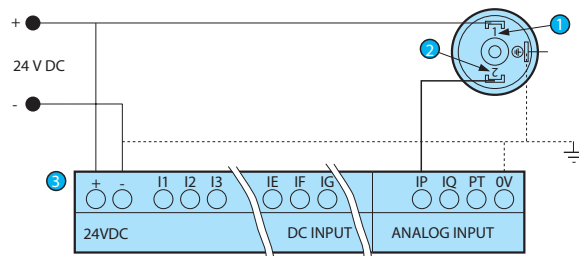 +
1
1
2
2
24 V DC
-
3
+ - I1 I2 I3 IE IF IG IP IQ PT 0V
24VDC DC INPUT ANALOG INPUT